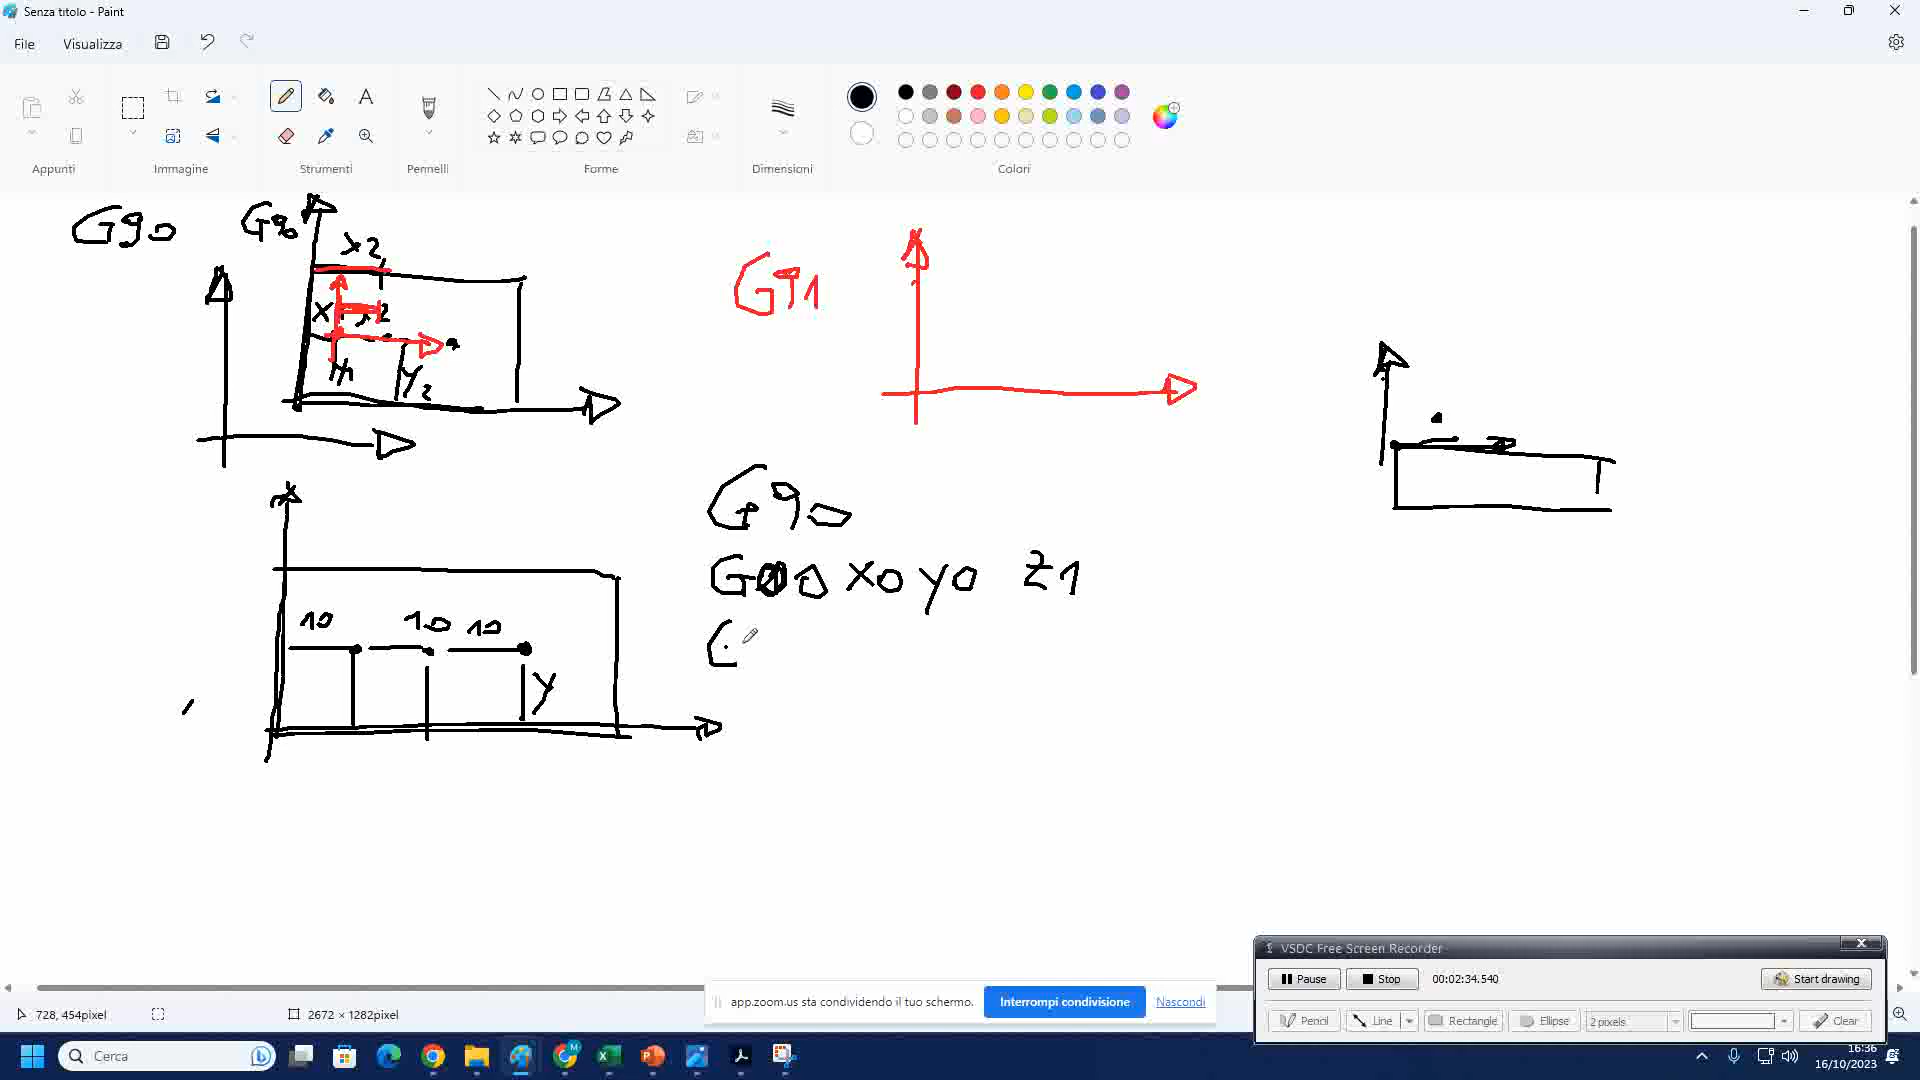 Senza titolo - Paint
File Visualizza
Appunti Immagine Strumenti Pennelli Forme Dimensioni Colori
G90 G90
X2
X X2
Y1 Y2
G91
G90
G00 X0 Y0 Z1
10 10 10
Y
VSDC Free Screen Recorder
Pause Stop 00:02:34.540 Start drawing
Pencil Line Rectangle Ellipse 2 pixels Clear
app.zoom.us sta condividendo il tuo schermo. Interrompi condivisione Nascondi
728, 454pixel 2672 × 1282pixel
Cerca
16:36
16/10/2023